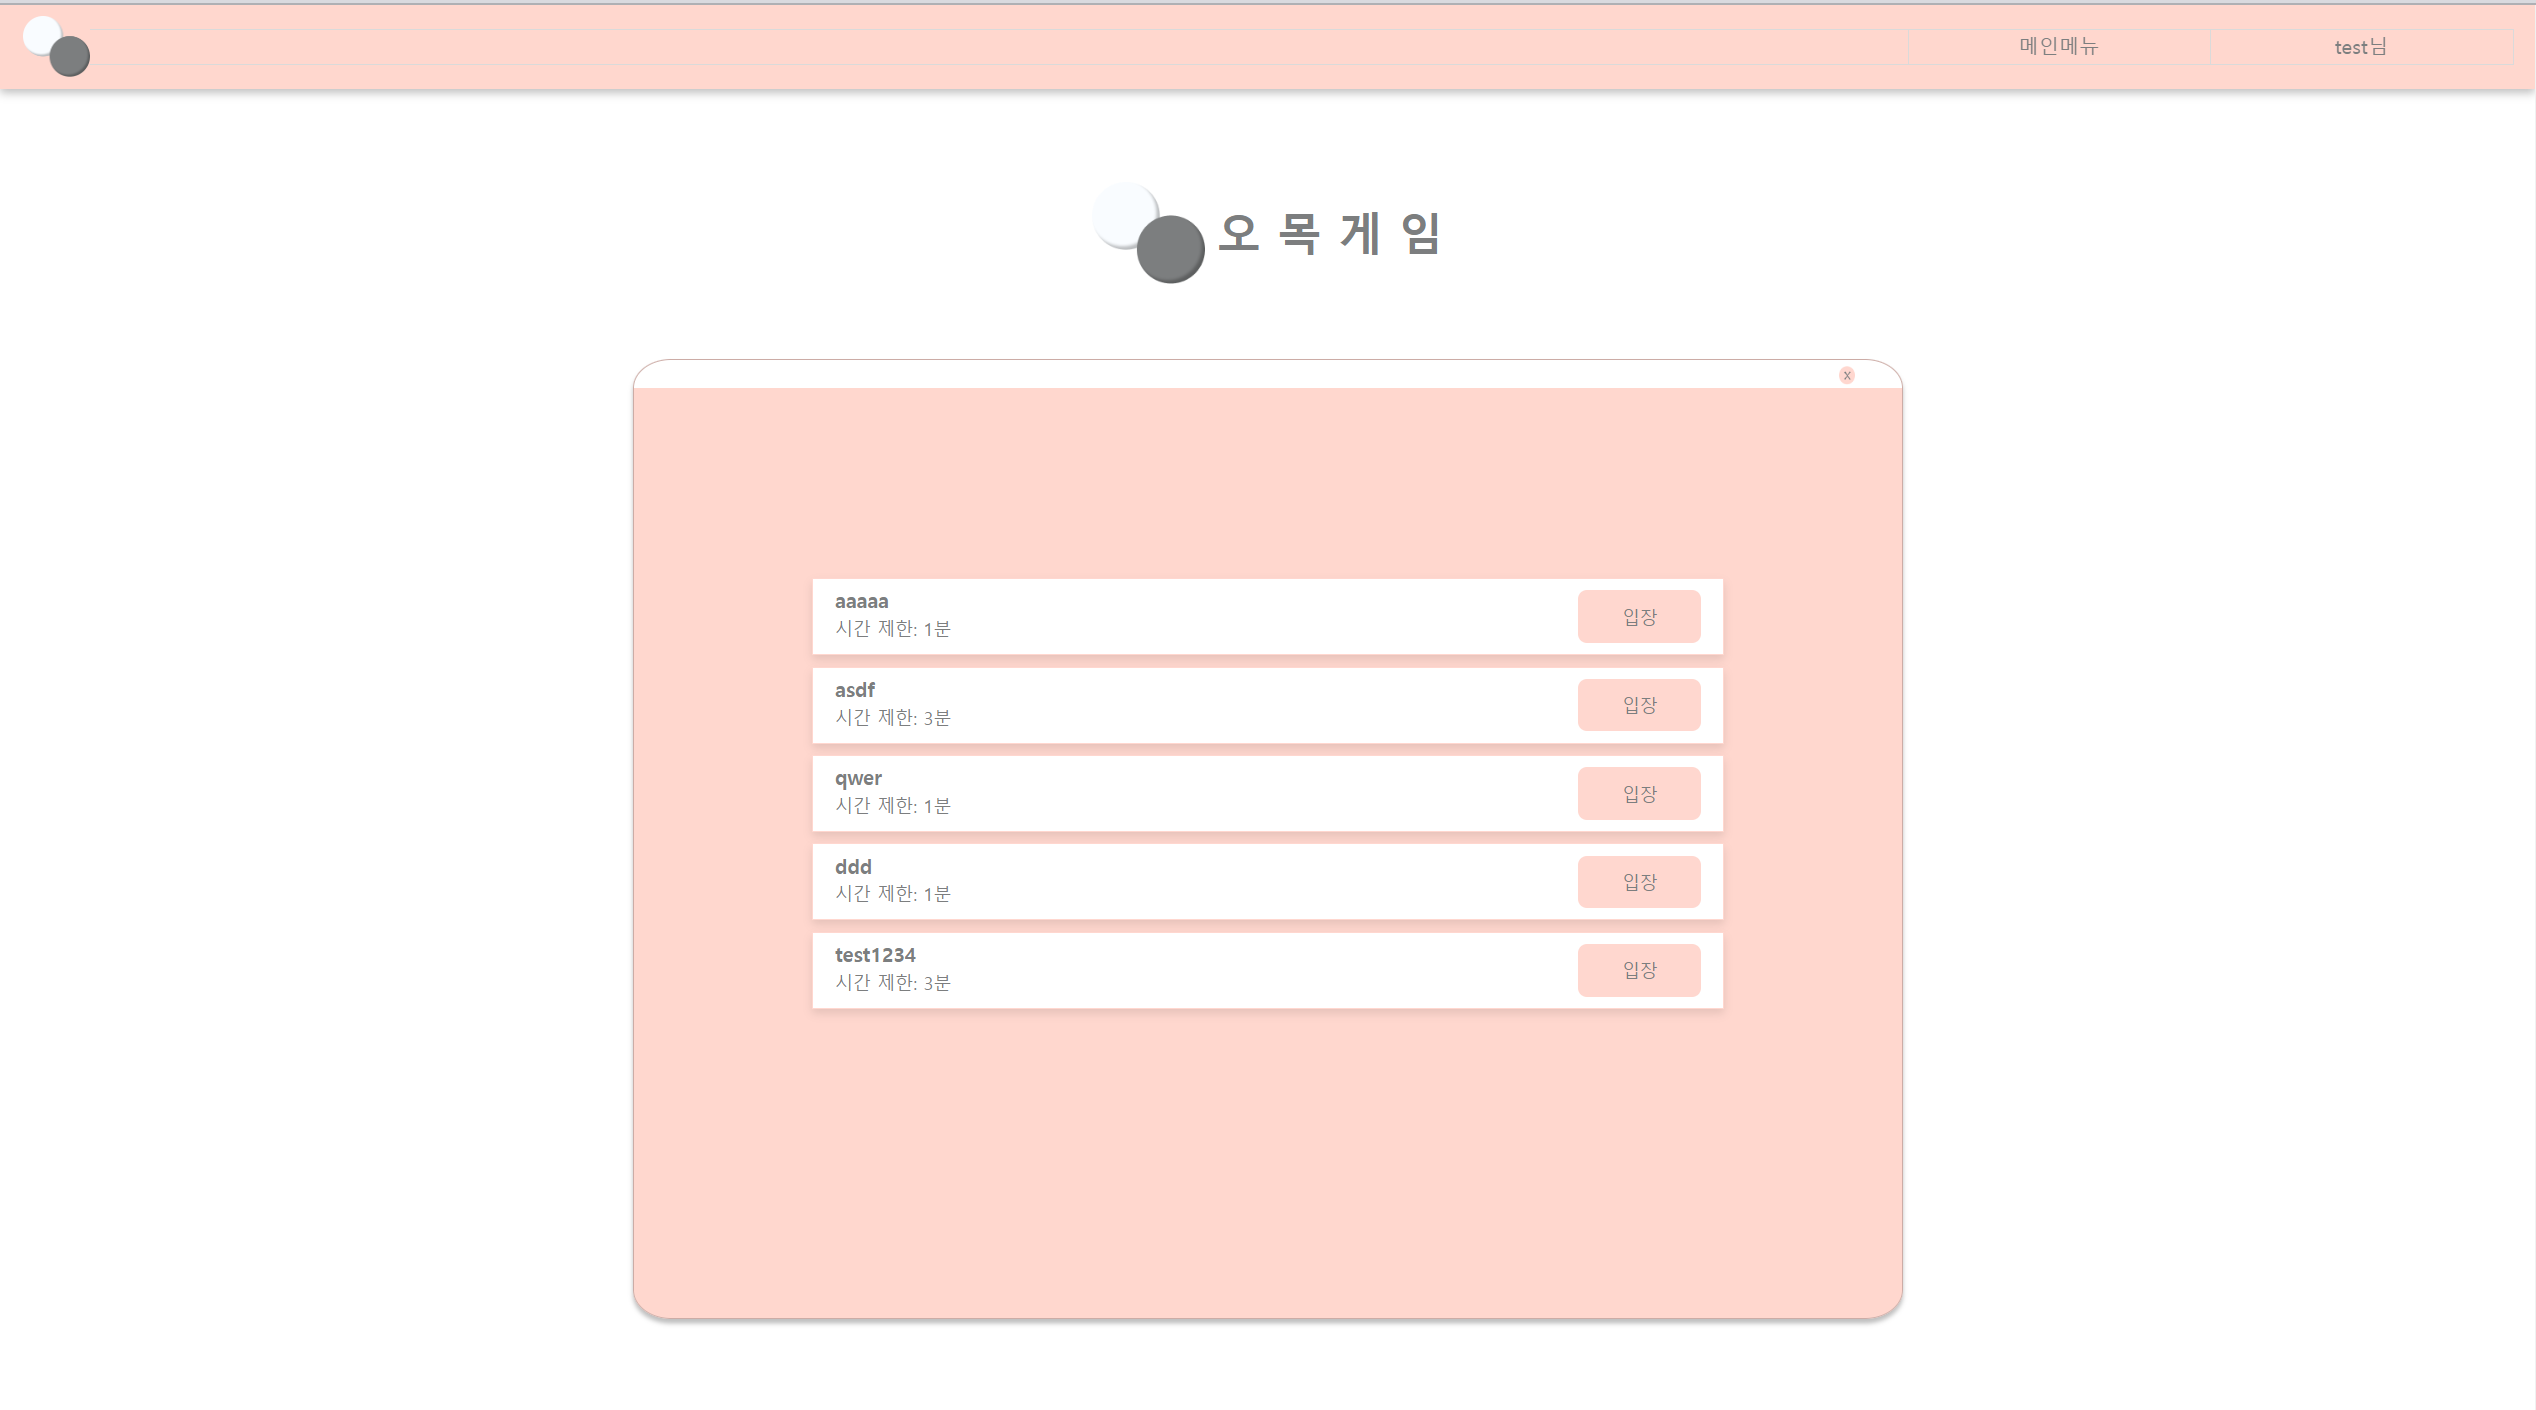 메인메뉴
test님
오 목 게 임
x
aaaaa
시간 제한: 1분
입장
asdf
시간 제한: 3분
입장
qwer
시간 제한: 1분
입장
ddd
시간 제한: 1분
입장
test1234
시간 제한: 3분
입장